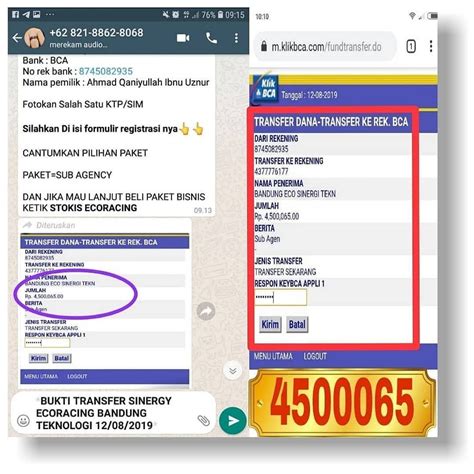 09:15
76%
+62 821-8862-8068
merekam audio...
Bank : BCA
No rek bank : 8745082935
Nama pemilik : Ahmad Qaniyullah Ibnu Uznur
Fotokan Salah Satu KTP/SIM
Silahkan Di isi formulir registrasi nya👆👆
CANTUMKAN PILIHAN PAKET
PAKET=SUB AGENCY
DAN JIKA MAU LANJUT BELI PAKET BISNIS
KETIK STOKIS ECORACING
09.13
Diteruskan
TRANSFER DANA-TRANSFER KE REK. BCA
DARI REKENING
8745082935
TRANSFER KE REKENING
4377776177
NAMA PENERIMA
BANDUNG ECO SINERGI TEKN
JUMLAH
Rp. 4,500,065.00
BERITA
Sub Agen
-
JENIS TRANSFER
TRANSFER SEKARANG
RESPON KEYBCA APPLI 1
Kirim Batal
MENU UTAMA LOGOUT
BUKTI TRANSFER SINERGY
ECORACING BANDUNG
TEKNOLOGI 12/08/2019
10:10
m.klikbca.com/fundtransfer.do
1
Klik BCA
Tanggal : 12-08-2019
TRANSFER DANA-TRANSFER KE REK. BCA
DARI REKENING
8745082935
TRANSFER KE REKENING
4377776177
NAMA PENERIMA
BANDUNG ECO SINERGI TEKN
JUMLAH
Rp. 4,500,065.00
BERITA
Sub Agen
-
JENIS TRANSFER
TRANSFER SEKARANG
RESPON KEYBCA APPLI 1
Kirim Batal
MENU UTAMA LOGOUT
4500065